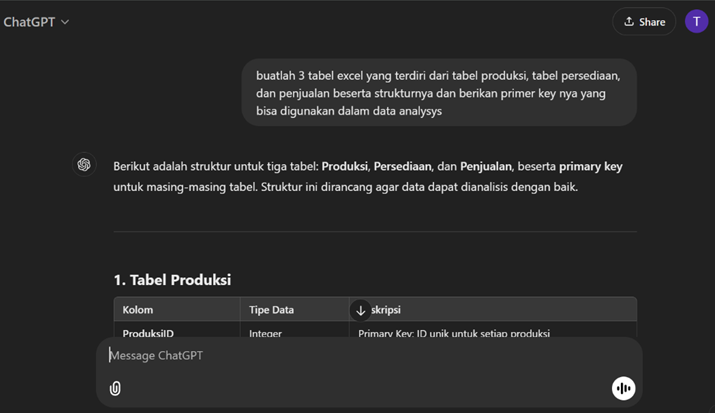 ChatGPT
Share
T
buatlah 3 tabel excel yang terdiri dari tabel produksi, tabel persediaan,
dan penjualan beserta strukturnya dan berikan primer key nya yang
bisa digunakan dalam data analysys
Berikut adalah struktur untuk tiga tabel: Produksi, Persediaan, dan Penjualan, beserta primary key
untuk masing-masing tabel. Struktur ini dirancang agar data dapat dianalisis dengan baik.
1. Tabel Produksi
Kolom Tipe Data skripsi
ProduksiID Integer Primary Key: ID unik untuk setiap produksi
Message ChatGPT